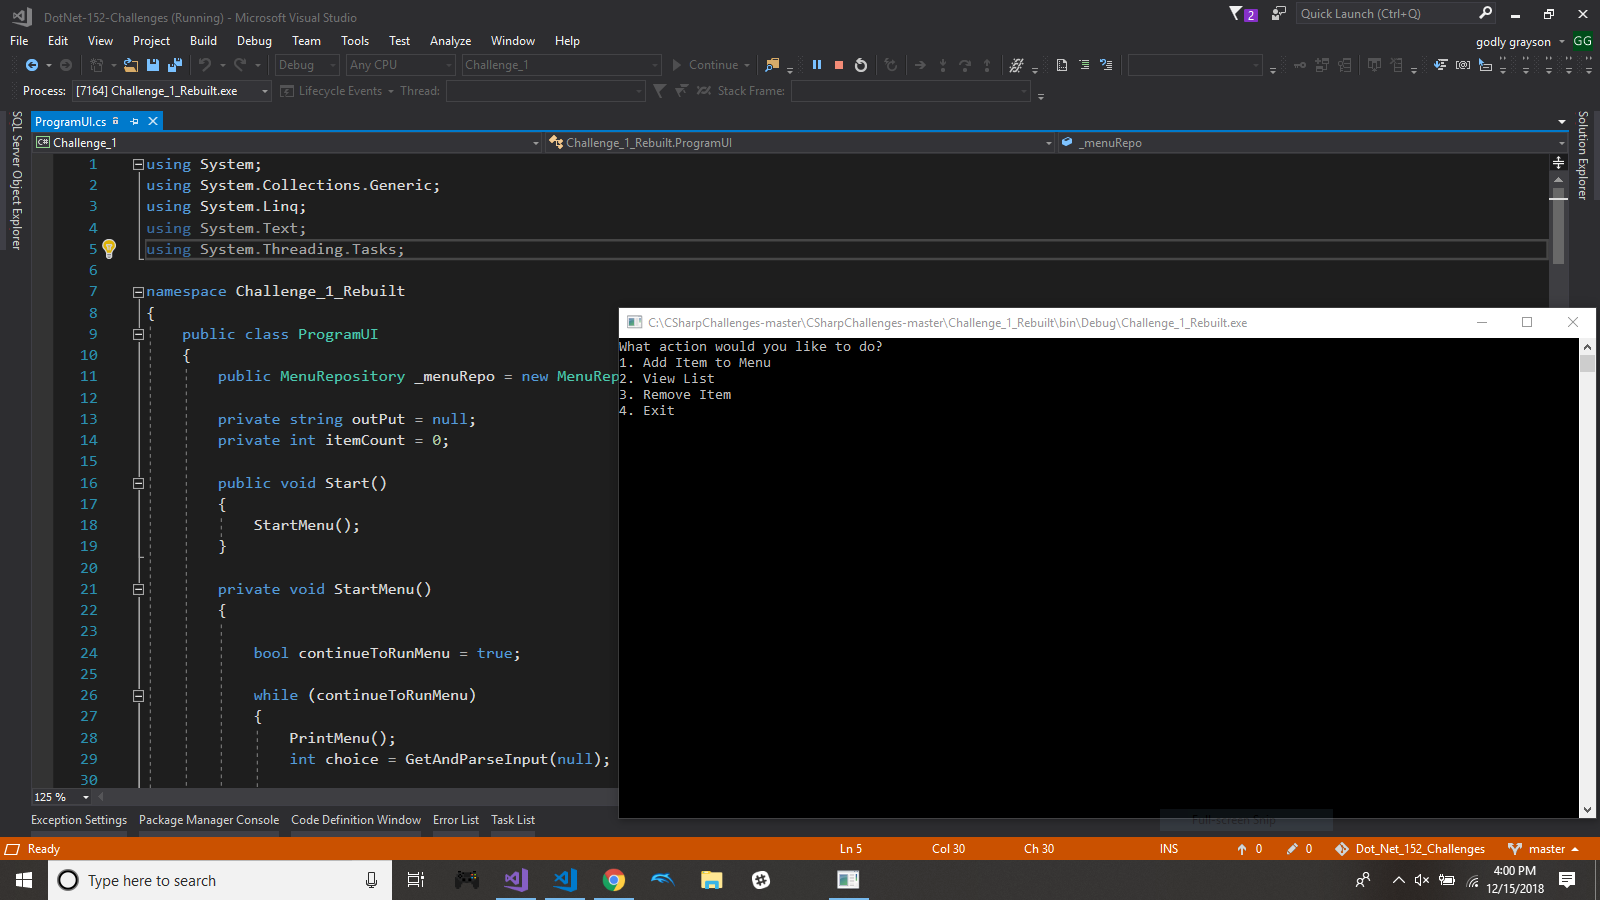 DotNet-152-Challenges (Running) - Microsoft Visual Studio
2
Quick Launch (Ctrl+Q)
File Edit View Project Build Debug Team Tools Test Analyze Window Help
godly grayson GG
Debug Any CPU Challenge_1 Continue
Process: [7164] Challenge_1_Rebuilt.exe Lifecycle Events Thread: Stack Frame:
SQL Server Object Explorer
Solution Explorer
ProgramUI.cs
C# Challenge_1 Challenge_1_Rebuilt.ProgramUI _menuRepo
1 using System;
2 using System.Collections.Generic;
3 using System.Linq;
4 using System.Text;
5 using System.Threading.Tasks;
6
7 namespace Challenge_1_Rebuilt
8 {
9 public class ProgramUI
10 {
11 public MenuRepository _menuRepo = new MenuRep
12
13 private string outPut = null;
14 private int itemCount = 0;
15
16 public void Start()
17 {
18 StartMenu();
19 }
20
21 private void StartMenu()
22 {
23
24 bool continueToRunMenu = true;
25
26 while (continueToRunMenu)
27 {
28 PrintMenu();
29 int choice = GetAndParseInput(null);
30
C:\CSharpChallenges-master\CSharpChallenges-master\Challenge_1_Rebuilt\bin\Debug\Challenge_1_Rebuilt.exe
What action would you like to do?
1. Add Item to Menu
2. View List
3. Remove Item
4. Exit
125 %
Full-screen Snip
Exception Settings Package Manager Console Code Definition Window Error List Task List
Ready Ln 5 Col 30 Ch 30 INS 0 0 Dot_Net_152_Challenges master
Type here to search
4:00 PM
12/15/2018